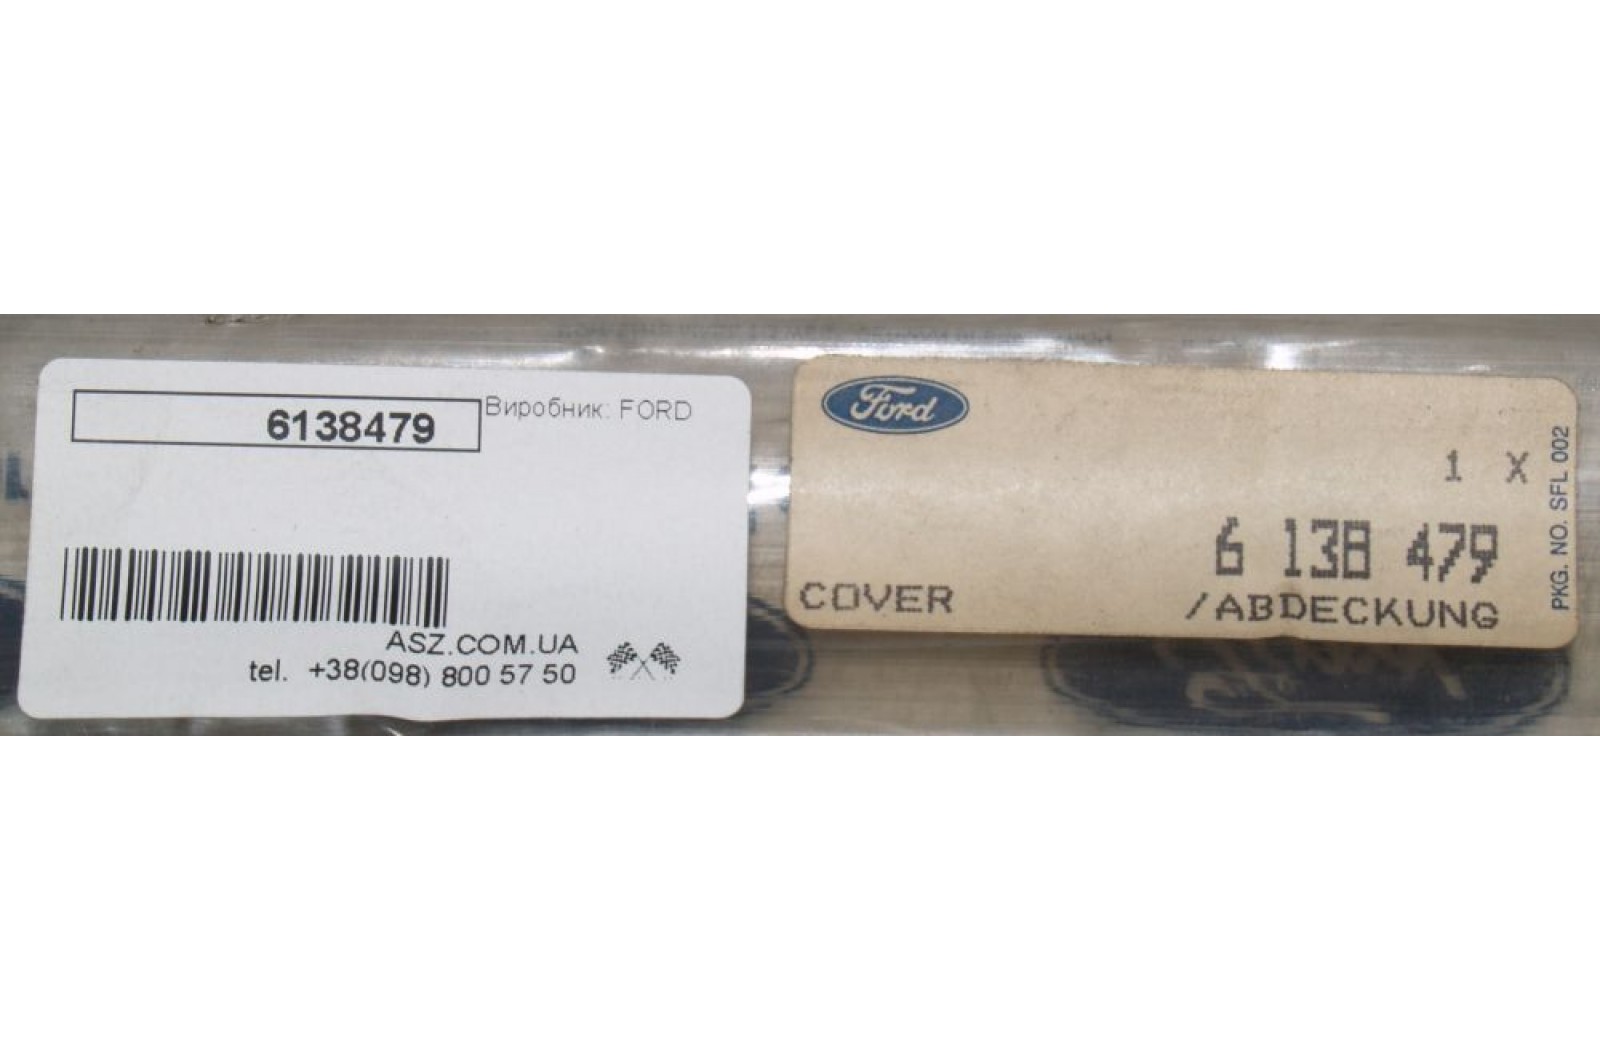 6138479
Виробник: FORD
ASZ.COM.UA
tel. +38(098) 800 57 50
Ford
1 X
6 138 479
COVER /ABDECKUNG
PKG. NO. SFL 002